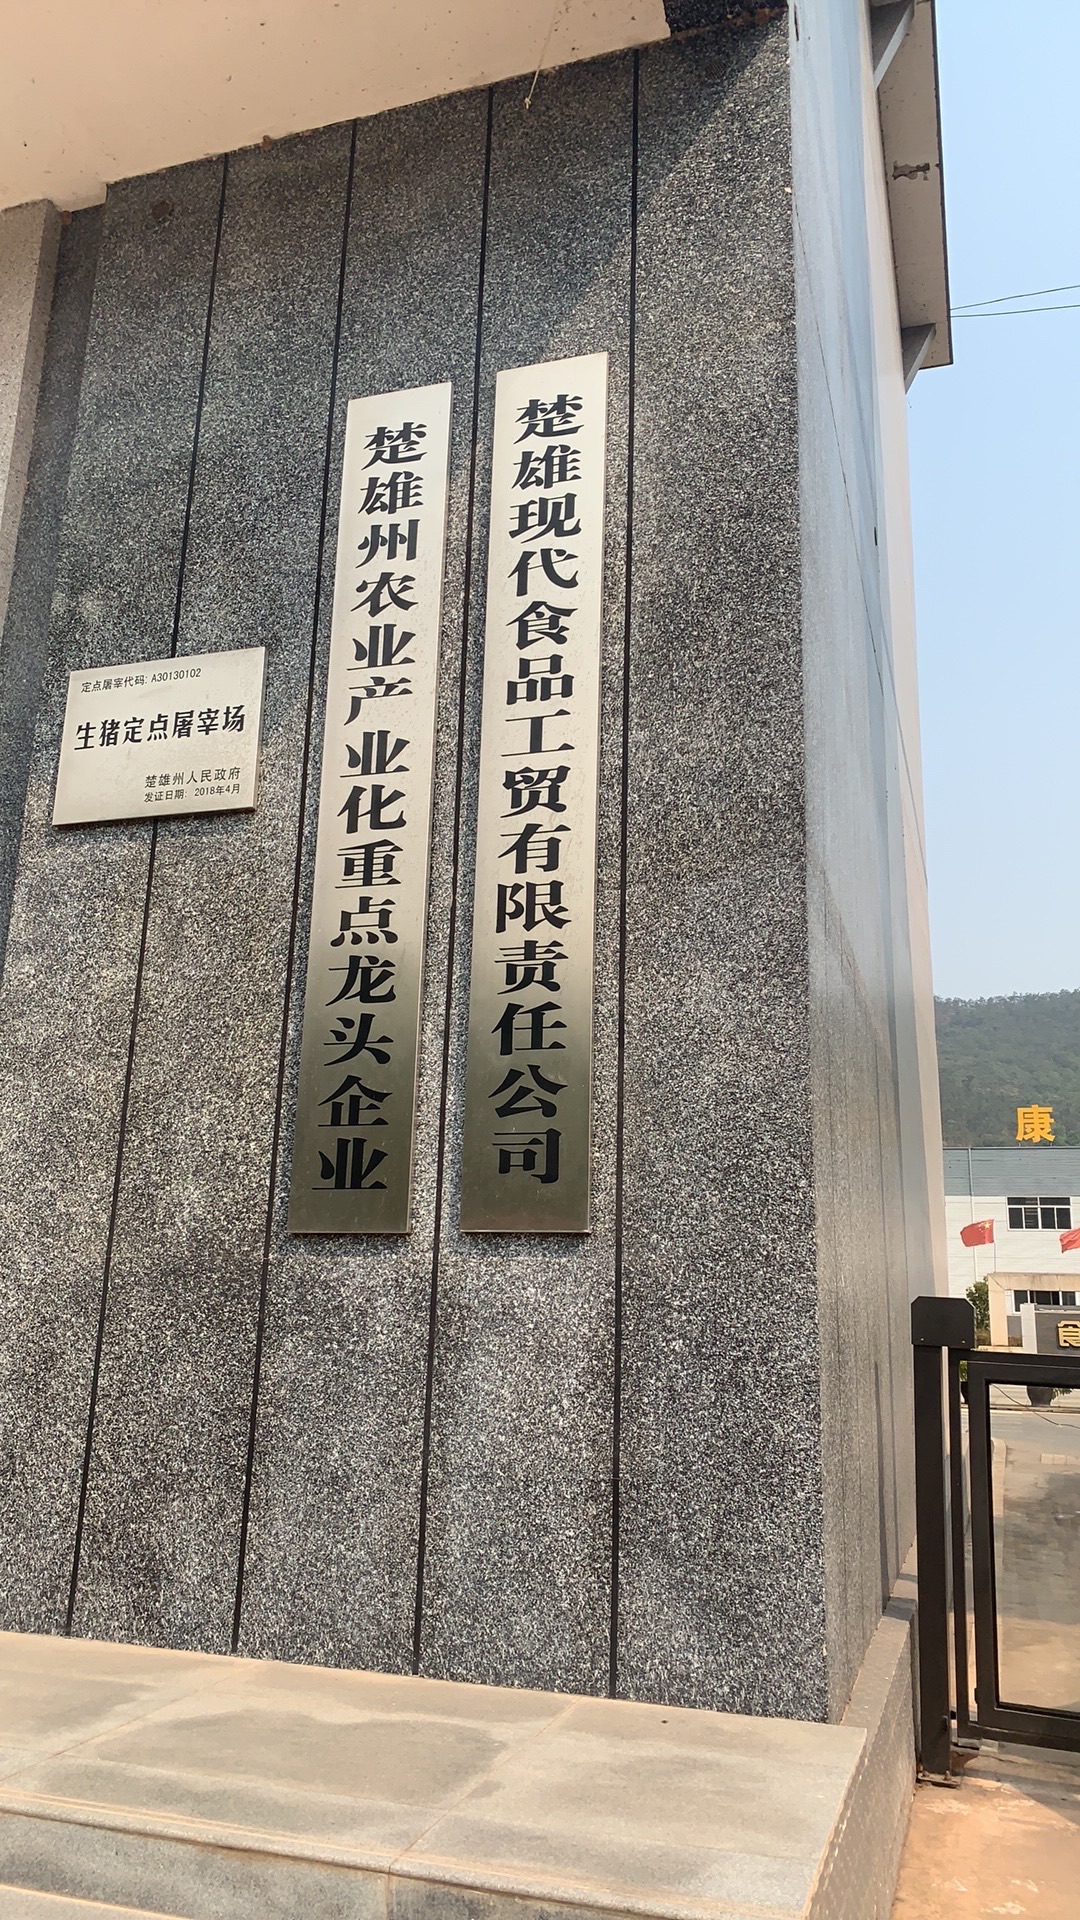 定点屠宰代码: A30130102
生猪定点屠宰场
楚雄州人民政府
发证日期: 2018年4月
楚雄州农业产业化重点龙头企业
楚雄现代食品工贸有限责任公司
康
食